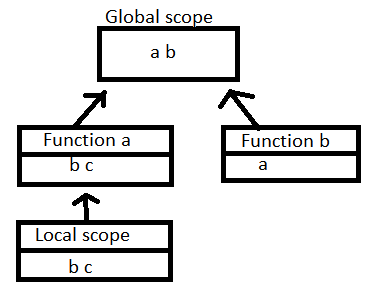 Global scope
a b
Function a
b c
Function b
a
Local scope
b c